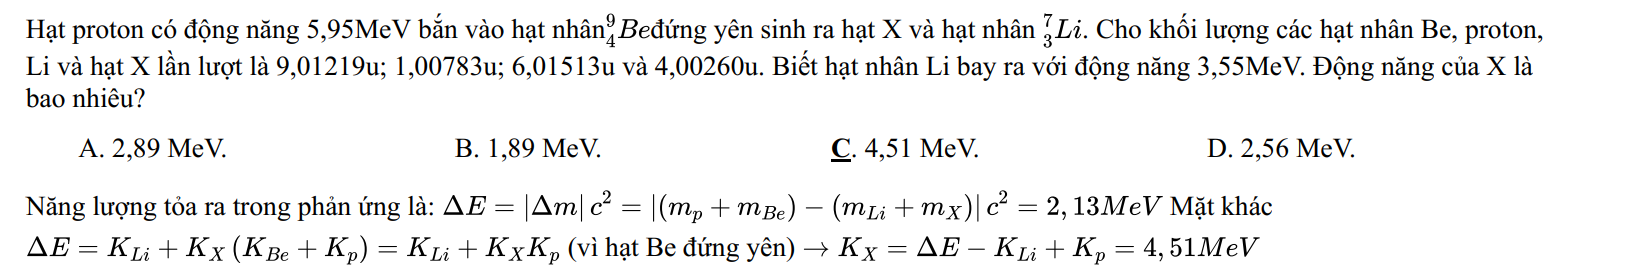 Hạt proton có động năng 5,95MeV bắn vào hạt nhân $^{9}_{4}Be$đứng yên sinh ra hạt X và hạt nhân $^{7}_{3}Li$. Cho khối lượng các hạt nhân Be, proton,
Li và hạt X lần lượt là 9,01219u; 1,00783u; 6,01513u và 4,00260u. Biết hạt nhân Li bay ra với động năng 3,55MeV. Động năng của X là
bao nhiêu?
A. 2,89 MeV. B. 1,89 MeV. C. 4,51 MeV. D. 2,56 MeV.
Năng lượng tỏa ra trong phản ứng là: $\Delta E = |\Delta m| c^2 = |(m_p + m_{Be}) - (m_{Li} + m_X)| c^2 = 2,13MeV$ Mặt khác
$\Delta E = K_{Li} + K_X (K_{Be} + K_p) = K_{Li} + K_X K_p$ (vì hạt Be đứng yên) $\rightarrow K_X = \Delta E - K_{Li} + K_p = 4,51MeV$